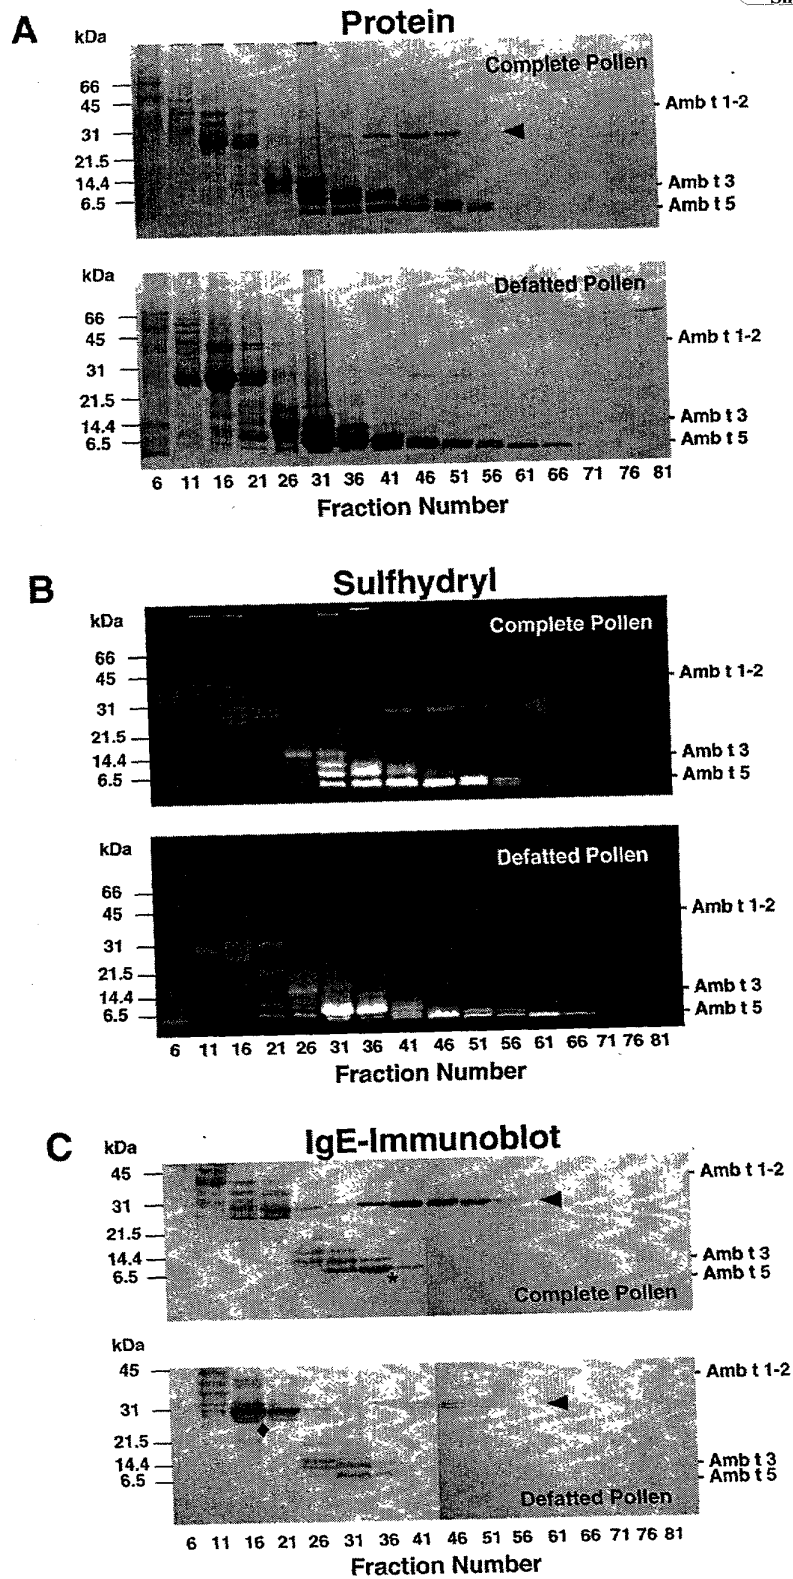 A
Protein
kDa
Complete Pollen
66
45
31
21.5
14.4
6.5
Amb t 1-2
Amb t 3
Amb t 5
kDa
Defatted Pollen
66
45
31
21.5
14.4
6.5
Amb t 1-2
Amb t 3
Amb t 5
6 11 16 21 26 31 36 41 46 51 56 61 66 71 76 81
Fraction Number
B
Sulfhydryl
kDa
Complete Pollen
66
45
31
21.5
14.4
6.5
Amb t 1-2
Amb t 3
Amb t 5
kDa
Defatted Pollen
66
45
31
21.5
14.4
6.5
Amb t 1-2
Amb t 3
Amb t 5
6 11 16 21 26 31 36 41 46 51 56 61 66 71 76 81
Fraction Number
C
IgE-Immunoblot
kDa
45
31
21.5
14.4
6.5
Amb t 1-2
Amb t 3
Amb t 5
*
Complete Pollen
kDa
45
31
21.5
14.4
6.5
Amb t 1-2
Amb t 3
Amb t 5
Defatted Pollen
6 11 16 21 26 31 36 41 46 51 56 61 66 71 76 81
Fraction Number